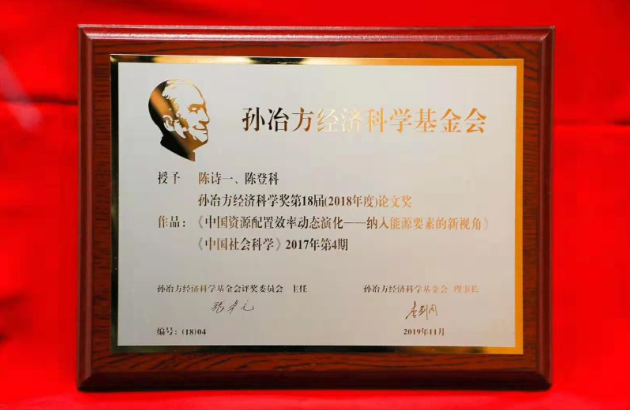 孙冶方经济科学基金会
授予 陈诗一、陈登科
孙冶方经济科学奖第18届(2018年度)论文奖
作品:《中国资源配置效率动态演化——纳入能源要素的新视角》
《中国社会科学》2017年第4期
孙冶方经济科学基金会评奖委员会 主任
孙冶方经济科学基金会 理事长
编号:(18)04
2019年11月